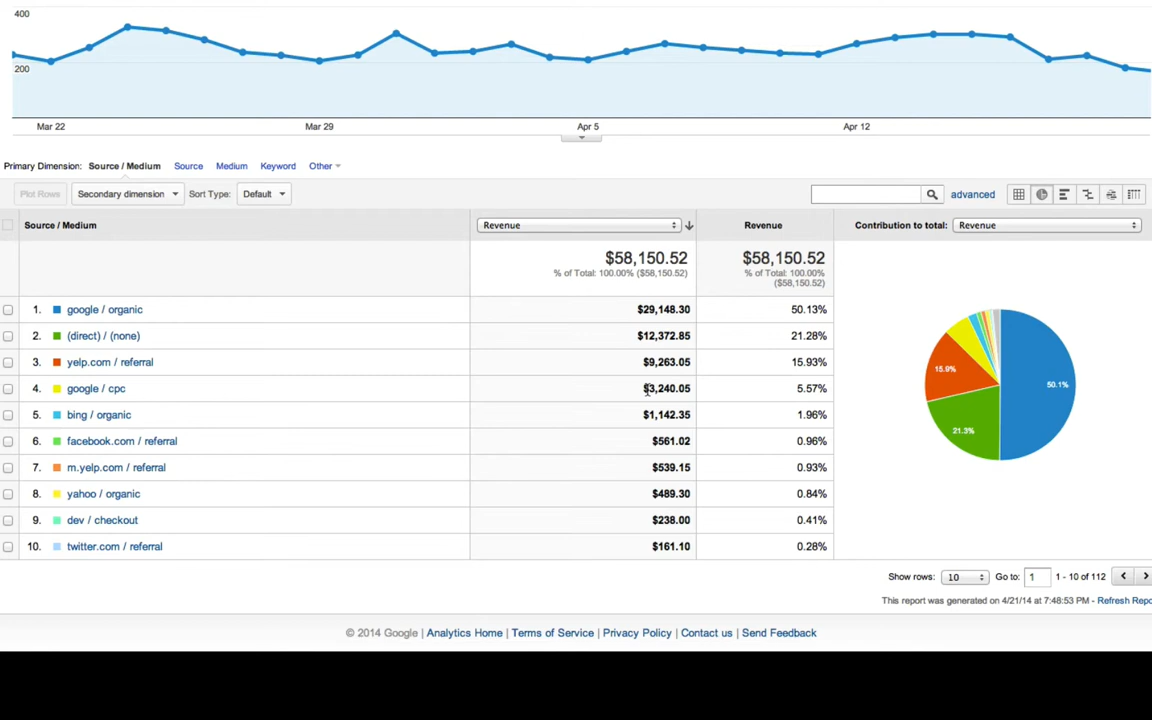 400
200
Mar 22 Mar 29 Apr 5 Apr 12
Primary Dimension: Source / Medium Source Medium Keyword Other
Plot Rows Secondary dimension Sort Type: Default advanced
Source / Medium Revenue Revenue Contribution to total: Revenue
$58,150.52 $58,150.52
% of Total: 100.00% ($58,150.52) % of Total: 100.00%
($58,150.52)
1. google / organic $29,148.30 50.13%
2. (direct) / (none) $12,372.85 21.28%
3. yelp.com / referral $9,263.05 15.93%
4. google / cpc $3,240.05 5.57%
5. bing / organic $1,142.35 1.96%
6. facebook.com / referral $561.02 0.96%
7. m.yelp.com / referral $539.15 0.93%
8. yahoo / organic $489.30 0.84%
9. dev / checkout $238.00 0.41%
10. twitter.com / referral $161.10 0.28%
15.9%
50.1%
21.3%
Show rows: 10 Go to: 1 1 - 10 of 112
This report was generated on 4/21/14 at 7:48:53 PM - Refresh Repo
© 2014 Google | Analytics Home | Terms of Service | Privacy Policy | Contact us | Send Feedback